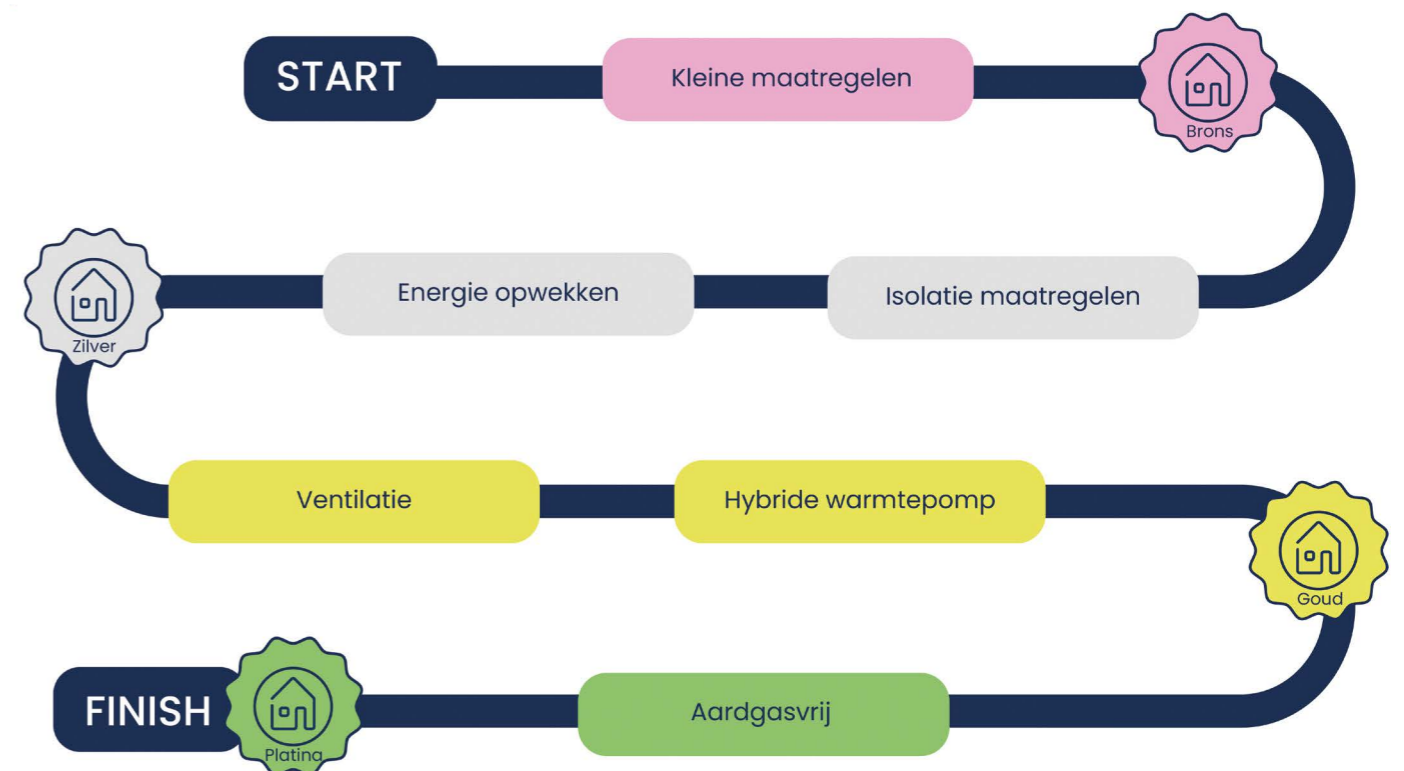 START
Kleine maatregelen
Brons
Isolatie maatregelen
Energie opwekken
Zilver
Ventilatie
Hybride warmtepomp
Goud
Aardgasvrij
Platina
FINISH